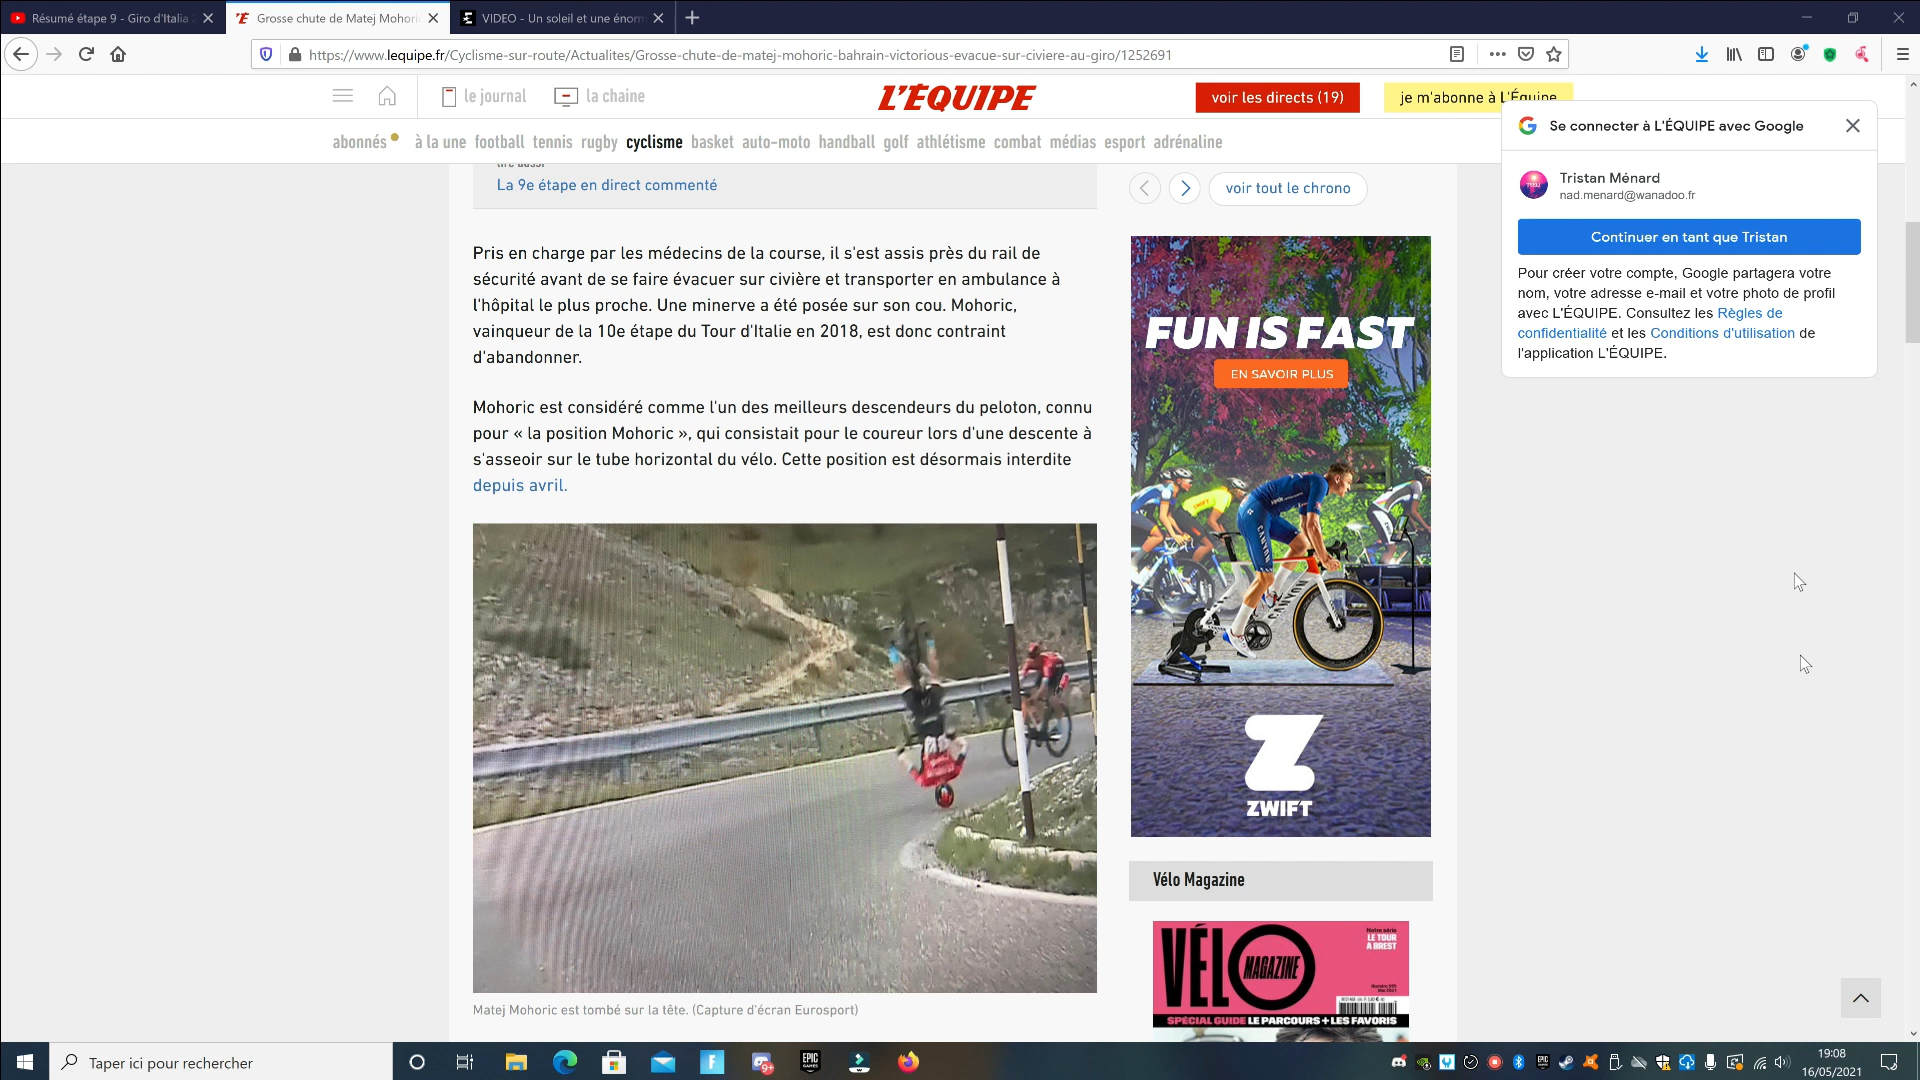 Résumé étape 9 - Giro d'Italia 2
Grosse chute de Matej Mohoric
VIDEO - Un soleil et une énorm
https://www.lequipe.fr/Cyclisme-sur-route/Actualites/Grosse-chute-de-matej-mohoric-bahrain-victorious-evacue-sur-civiere-au-giro/1252691
le journal
la chaine
L'ÉQUIPE
voir les directs (19)
je m'abonne à L'Équipe
abonnés à la une football tennis rugby cyclisme basket auto-moto handball golf athlétisme combat médias esport adrénaline
Se connecter à L'ÉQUIPE avec Google
Tristan Ménard
nad.menard@wanadoo.fr
Continuer en tant que Tristan
Pour créer votre compte, Google partagera votre
nom, votre adresse e-mail et votre photo de profil
avec L'ÉQUIPE. Consultez les Règles de
confidentialité et les Conditions d'utilisation de
l'application L'ÉQUIPE.
lire aussi
La 9e étape en direct commenté
voir tout le chrono
Pris en charge par les médecins de la course, il s'est assis près du rail de
sécurité avant de se faire évacuer sur civière et transporter en ambulance à
l'hôpital le plus proche. Une minerve a été posée sur son cou. Mohoric,
vainqueur de la 10e étape du Tour d'Italie en 2018, est donc contraint
d'abandonner.
Mohoric est considéré comme l'un des meilleurs descendeurs du peloton, connu
pour « la position Mohoric », qui consistait pour le coureur lors d'une descente à
s'asseoir sur le tube horizontal du vélo. Cette position est désormais interdite
depuis avril.
Matej Mohoric est tombé sur la tête. (Capture d'écran Eurosport)
FUN IS FAST
EN SAVOIR PLUS
CANYON
ZWIFT
Vélo Magazine
VÉLO
MAGAZINE
Notre série
LE TOUR
À BREST
SPÉCIAL GUIDE LE PARCOURS + LES FAVORIS
Taper ici pour rechercher
9+
EPIC
GAMES
19:08
16/05/2021